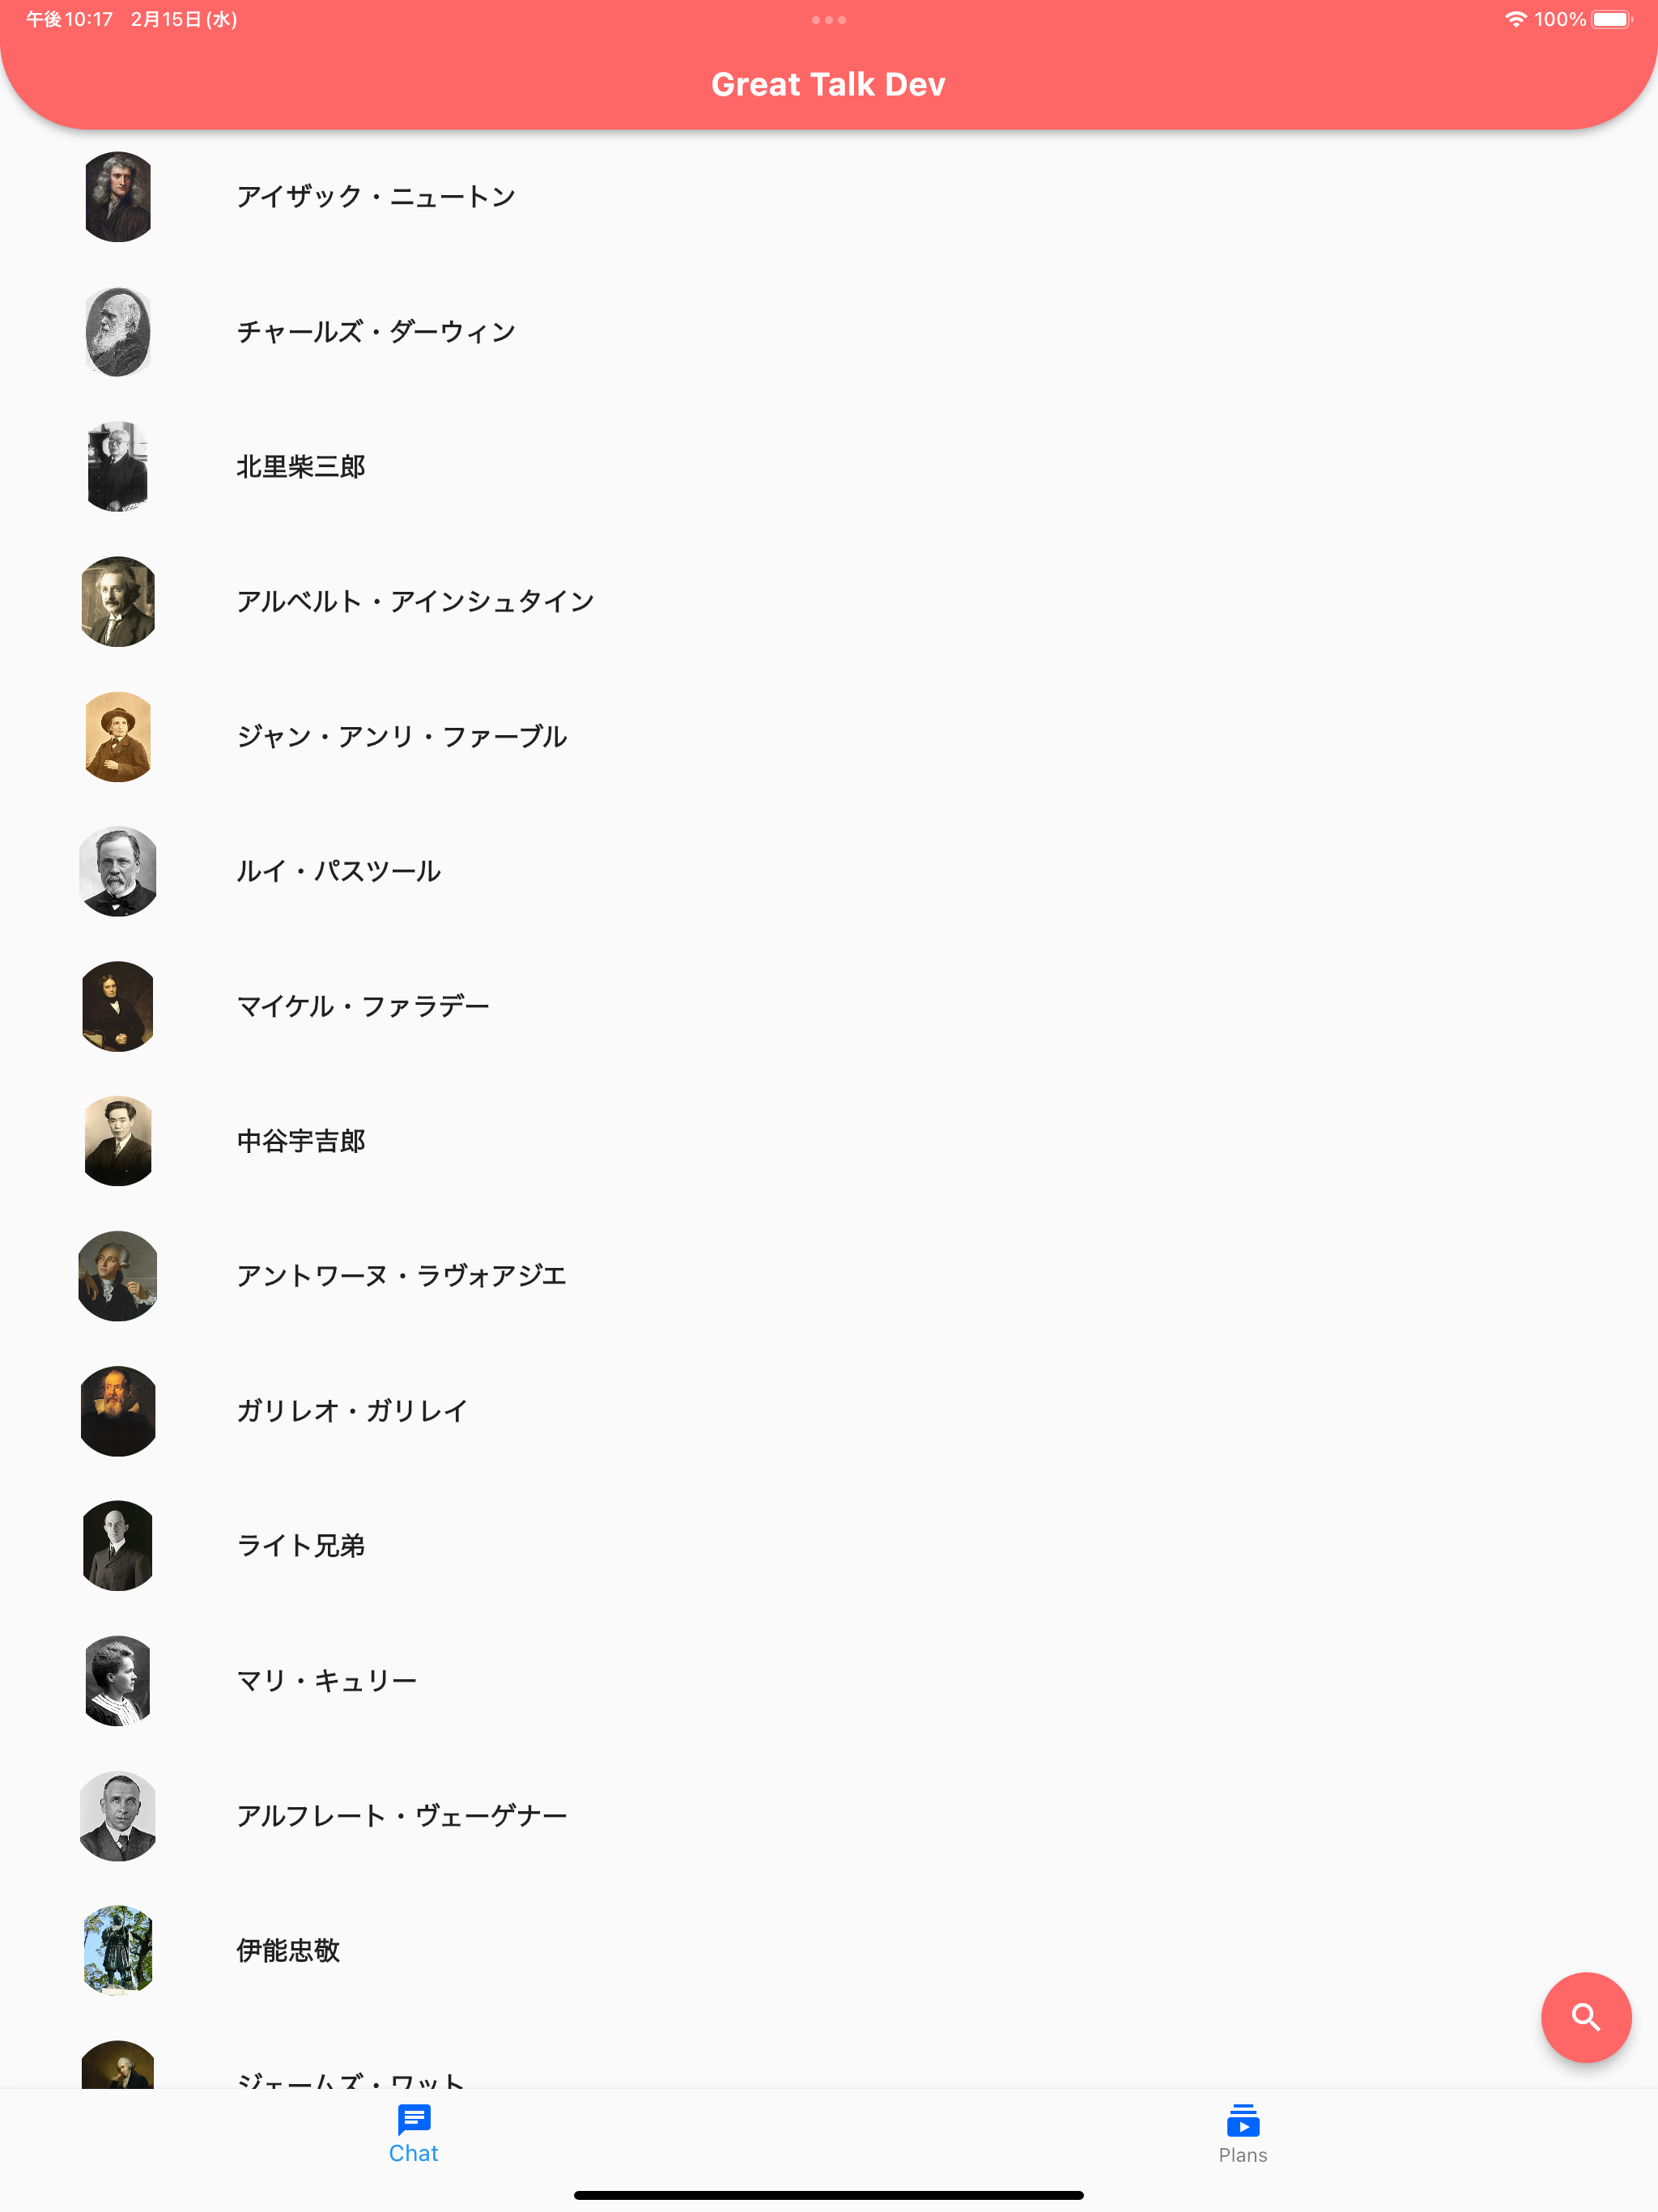 午後10:17 2月15日(水)
100%
Great Talk Dev
アイザック・ニュートン
チャールズ・ダーウィン
北里柴三郎
アルベルト・アインシュタイン
ジャン・アンリ・ファーブル
ルイ・パスツール
マイケル・ファラデー
中谷宇吉郎
アントワーヌ・ラヴォアジエ
ガリレオ・ガリレイ
ライト兄弟
マリ・キュリー
アルフレート・ヴェーゲナー
伊能忠敬
ジェームズ・ワット
Chat
Plans